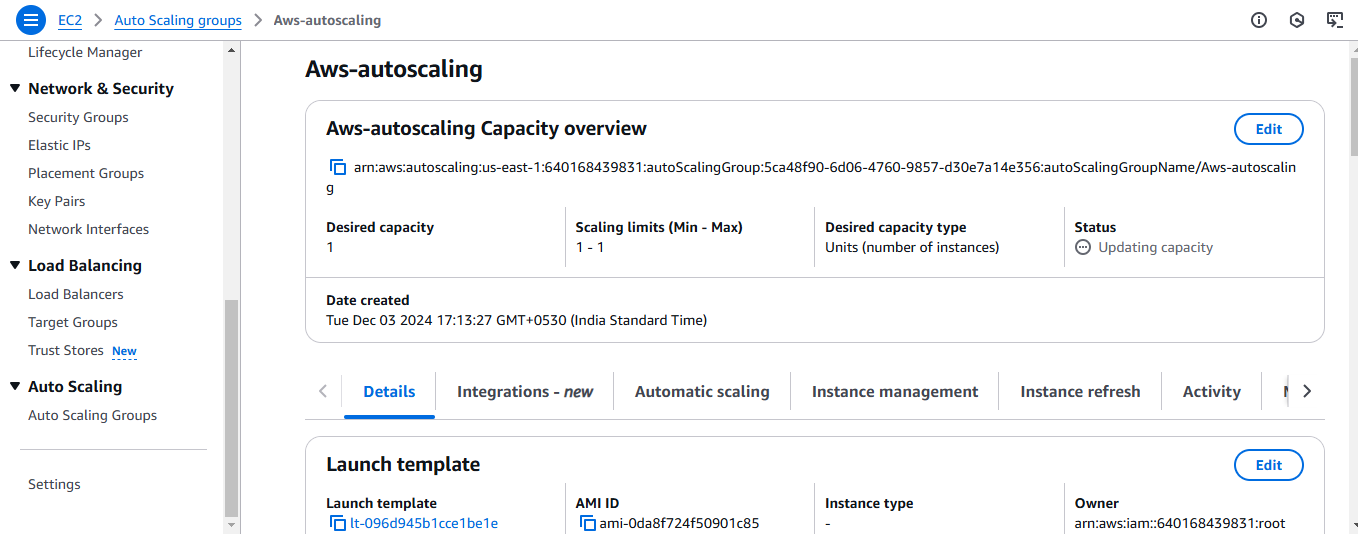 EC2 > Auto Scaling groups > Aws-autoscaling
Lifecycle Manager
Network & Security
Security Groups
Elastic IPs
Placement Groups
Key Pairs
Network Interfaces
Load Balancing
Load Balancers
Target Groups
Trust Stores New
Auto Scaling
Auto Scaling Groups
Settings
Aws-autoscaling
Aws-autoscaling Capacity overview
Edit
arn:aws:autoscaling:us-east-1:640168439831:autoScalingGroup:5ca48f90-6d06-4760-9857-d30e7a14e356:autoScalingGroupName/Aws-autoscalin
g
Desired capacity
1
Scaling limits (Min - Max)
1 - 1
Desired capacity type
Units (number of instances)
Status
Updating capacity
Date created
Tue Dec 03 2024 17:13:27 GMT+0530 (India Standard Time)
Details Integrations - new Automatic scaling Instance management Instance refresh Activity
Launch template
Edit
Launch template
lt-096d945b1cce1be1e
AMI ID
ami-0da8f724f50901c85
Instance type
-
Owner
arn:aws:iam::640168439831:root